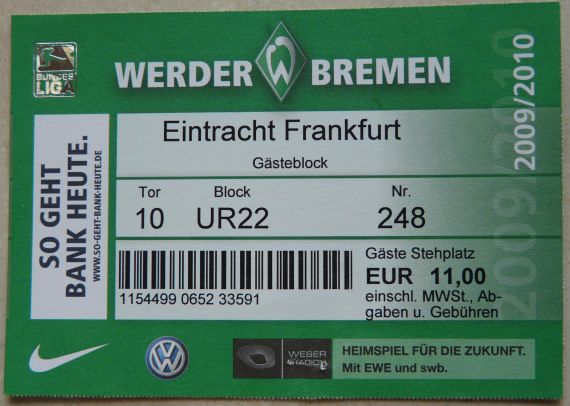 BUNDES
LIGA
WERDER BREMEN
2009/2010
Eintracht Frankfurt
Gästeblock
SO GEHT
BANK HEUTE.
WWW.SO-GEHT-BANK-HEUTE.DE
Tor Block Nr.
10 UR22 248
Gäste Stehplatz
EUR 11,00
einschl. MWSt., Ab-
gaben u. Gebühren
1154499 0652 33591
WESER
STADION
HEIMSPIEL FÜR DIE ZUKUNFT.
Mit EWE und swb.